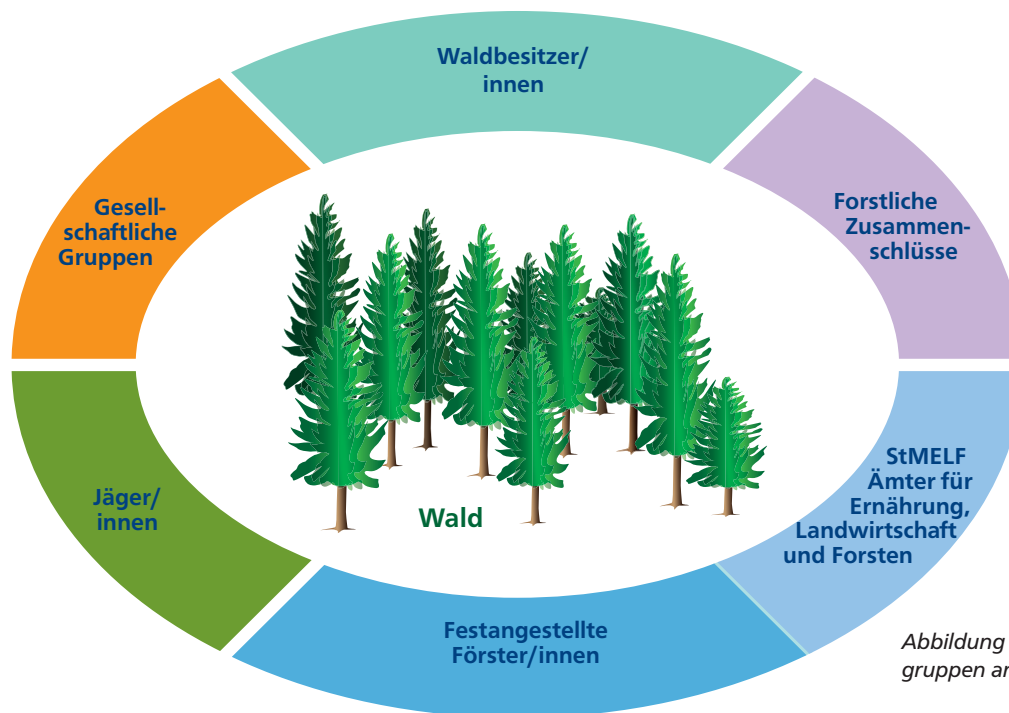 Waldbesitzer/
innen
Gesell-
schaftliche
Gruppen
Forstliche
Zusammen-
schlüsse
Jäger/
innen
Wald
StMELF
Ämter für
Ernährung,
Landwirtschaft
und Forsten
Festangestellte
Förster/innen
Abbildung
gruppen